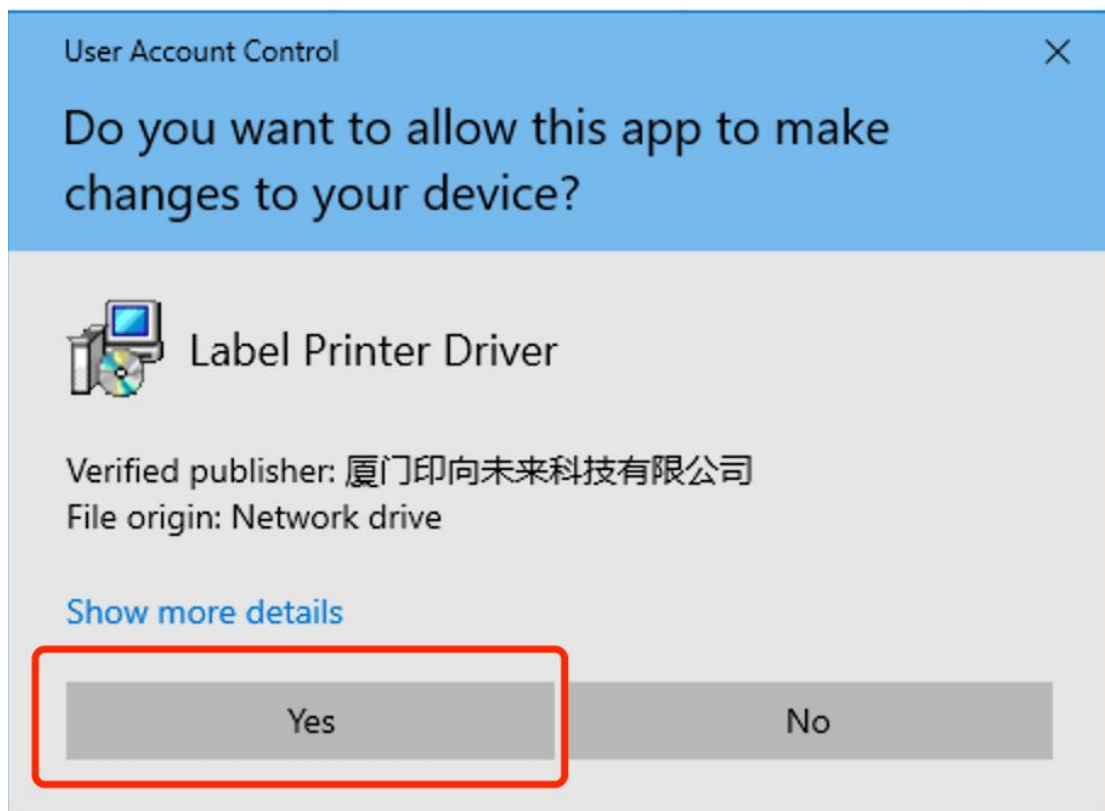 User Account Control
Do you want to allow this app to make
changes to your device?
Label Printer Driver
Verified publisher: 厦门印向未来科技有限公司
File origin: Network drive
Show more details
Yes
No